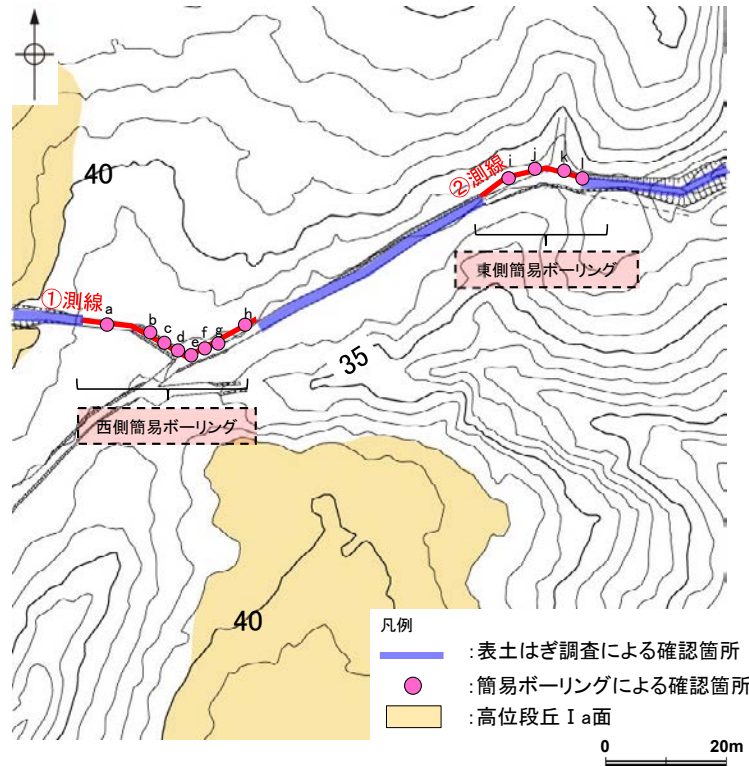 40
①測線
a
b
c
d
e
f
g
h
②測線
i
j
k
l
東側簡易ボーリング
35
西側簡易ボーリング
40
凡例
：表土はぎ調査による確認箇所
：簡易ボーリングによる確認箇所
：高位段丘Ⅰa面
0 20m